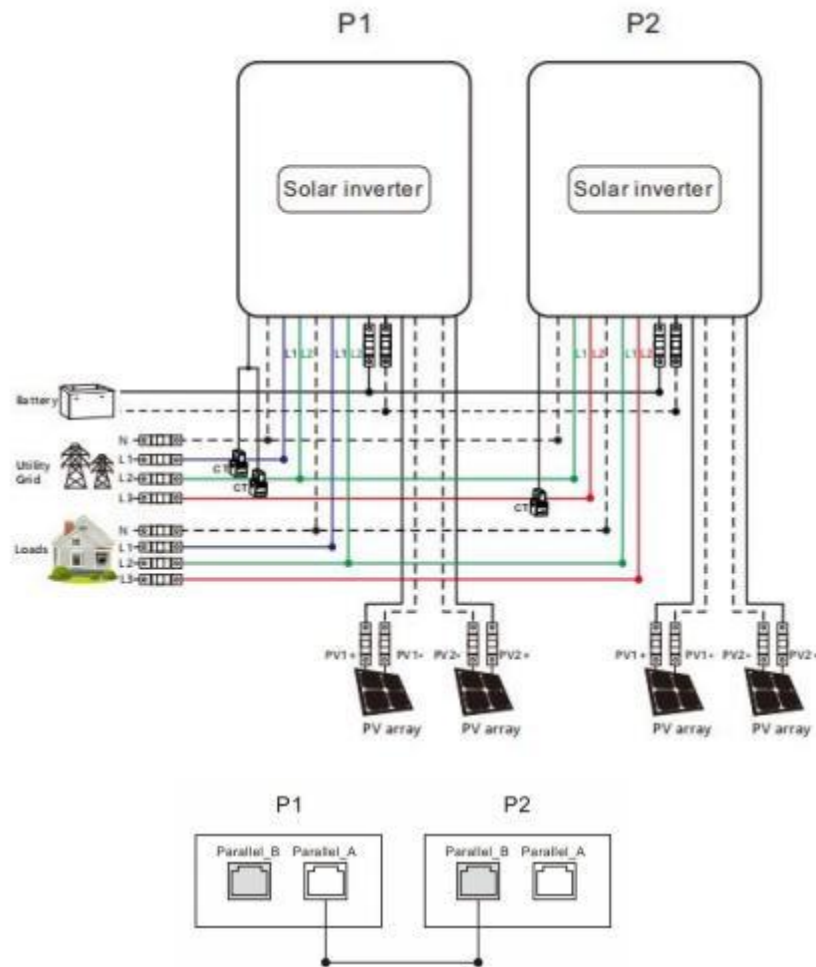 P1 P2
Solar inverter Solar inverter
L1 L2 L1 L2 L1 L2 L1 L2
Battery
N
L1
CT
Utility
Grid
L2
CT
L3
CT
N
Loads
L1
L2
L3
PV1+ PV1- PV2- PV2+ PV1+ PV1- PV2- PV2+
PV array PV array PV array PV array
P1 P2
Parallel_B Parallel_A Parallel_B Parallel_A